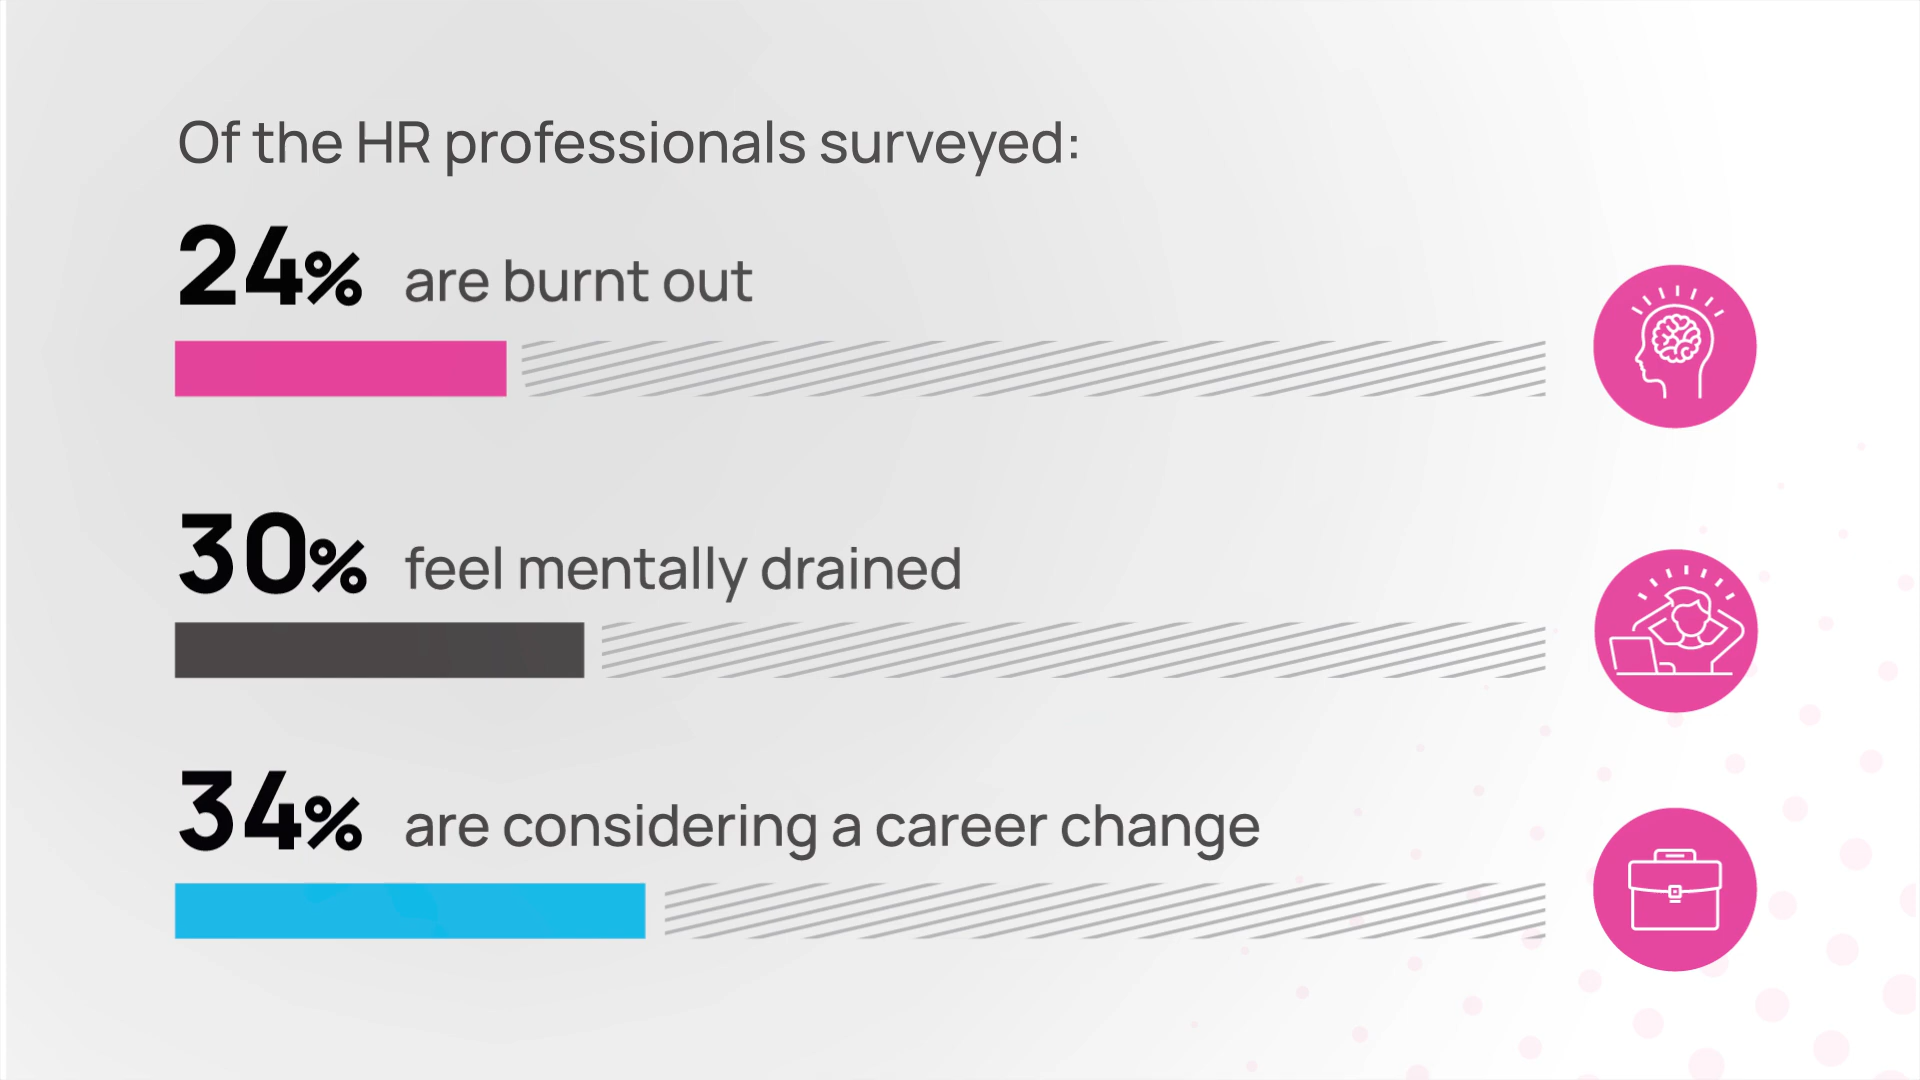 Of the HR professionals surveyed:
24% are burnt out
30% feel mentally drained
34% are considering a career change